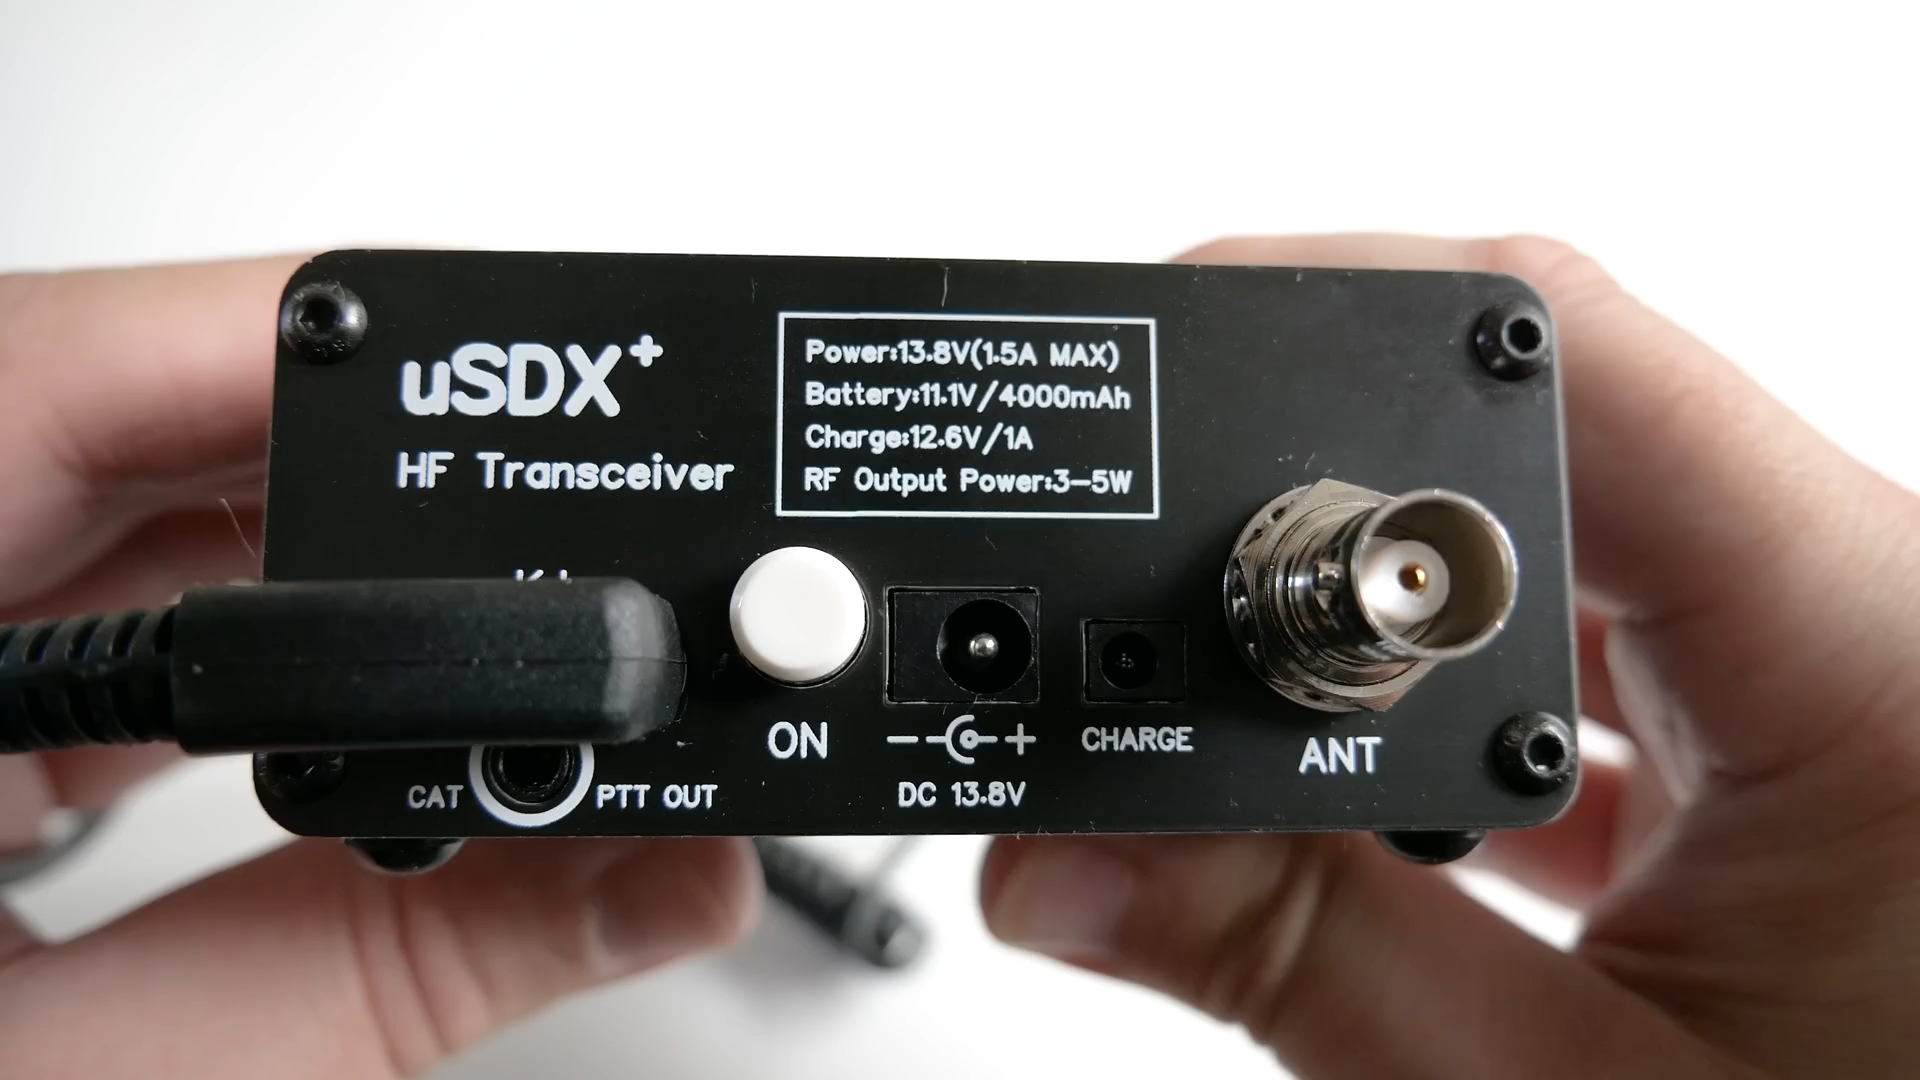 uSDX+
HF Transceiver
Power:13.8V(1.5A MAX)
Battery:11.1V/4000mAh
Charge:12.6V/1A
RF Output Power:3-5W
ON
- +
DC 13.8V
CHARGE
ANT
CAT
PTT OUT